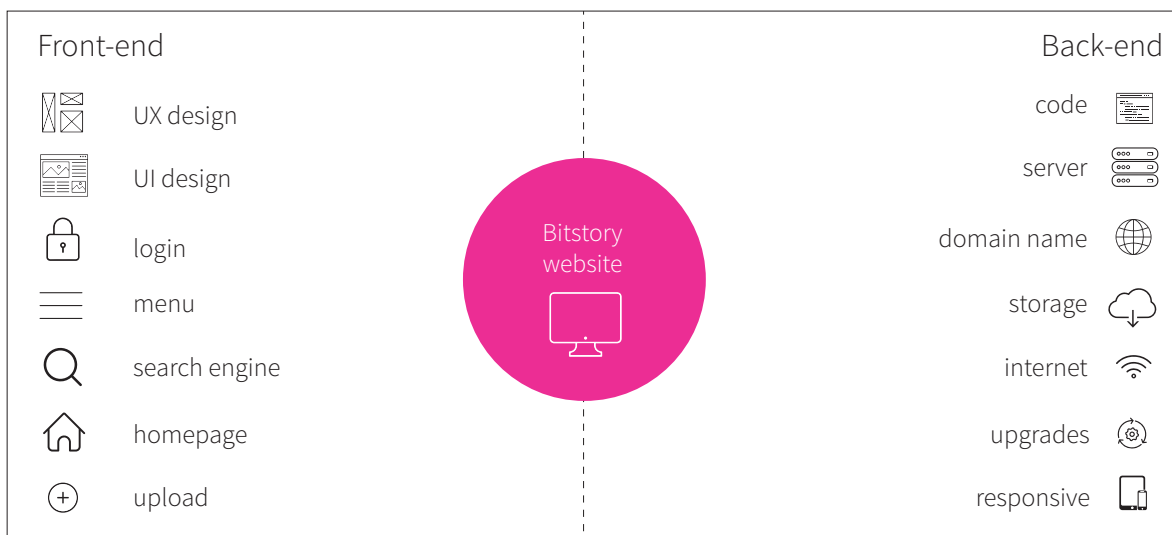 Front-end
UX design
UI design
login
menu
search engine
homepage
upload
Bitstory
website
Back-end
code
server
domain name
storage
internet
upgrades
responsive